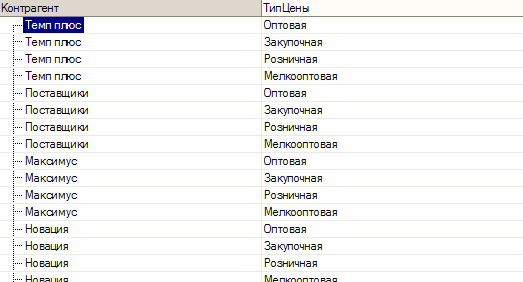 Контрагент ТипЦены
Темп плюс Оптовая
Темп плюс Закупочная
Темп плюс Розничная
Темп плюс Мелкооптовая
Поставщики Оптовая
Поставщики Закупочная
Поставщики Розничная
Поставщики Мелкооптовая
Максимус Оптовая
Максимус Закупочная
Максимус Розничная
Максимус Мелкооптовая
Новация Оптовая
Новация Закупочная
Новация Розничная
Новация Мелкооптовая